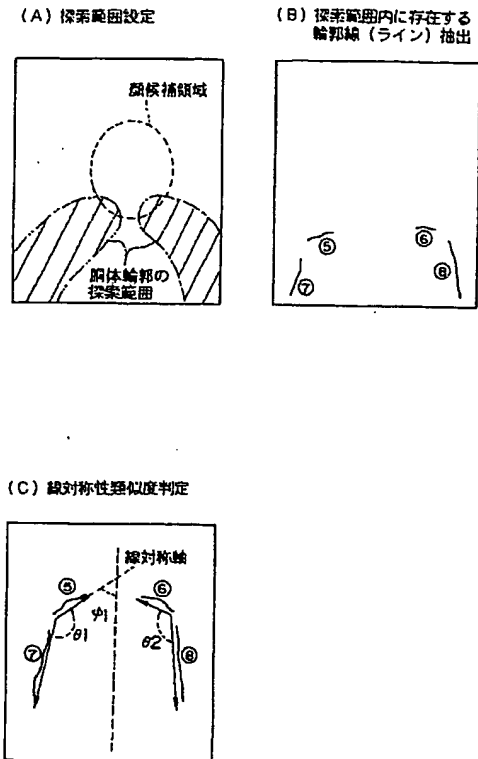 (A) 探索範囲設定
(B) 探索範囲内に存在する
輪郭線(ライン)抽出
顔候補領域
胴体輪郭の
探索範囲
⑤
⑥
⑦
⑧
(C) 線対称性類似度判定
線対称軸
⑤
⑥
φ1
θ1
θ2
⑦
⑧